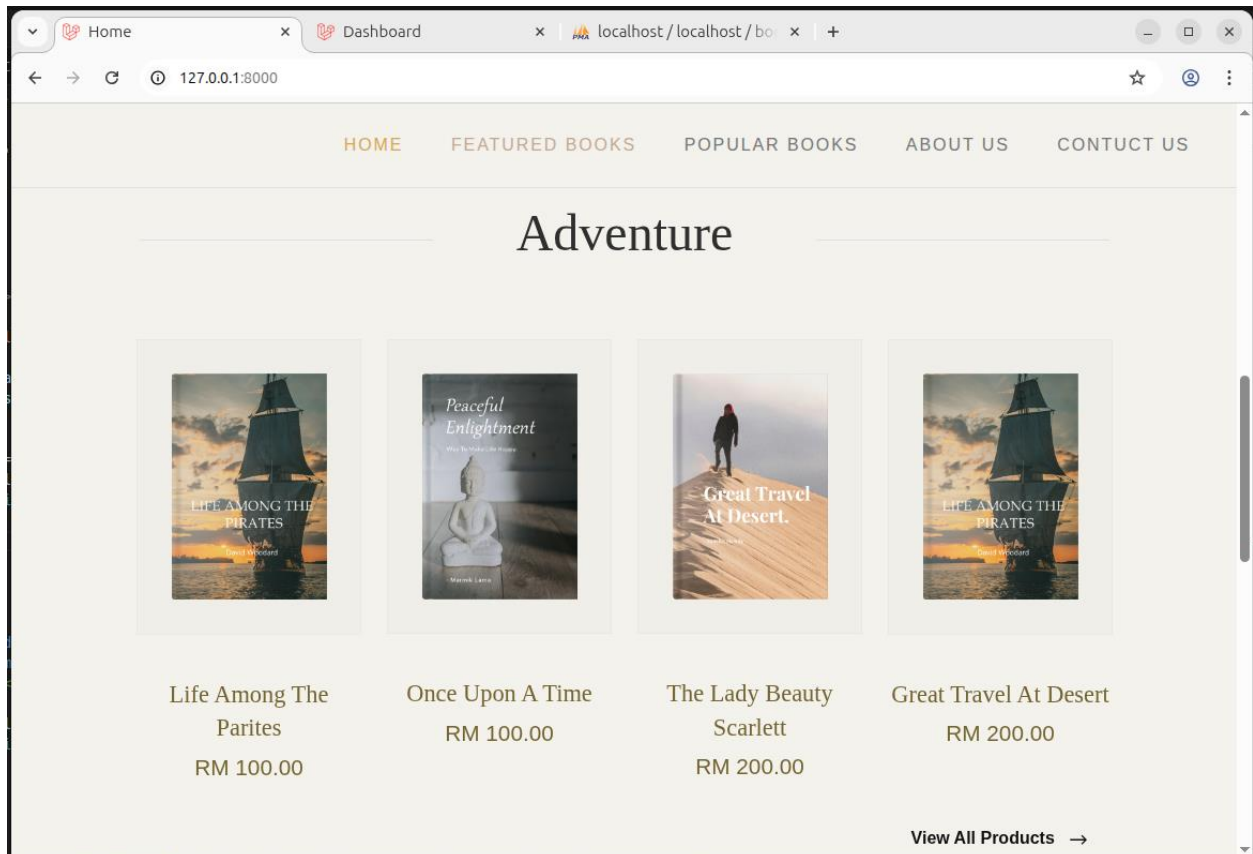 Home
Dashboard
localhost / localhost / bo
127.0.0.1:8000
HOME FEATURED BOOKS POPULAR BOOKS ABOUT US CONTUCT US
Adventure
LIFE AMONG THE
PIRATES
David Woodard
Peaceful
Enlightment
Marmik Lama
Great Travel
At Desert.
LIFE AMONG THE
PIRATES
David Woodard
Life Among The
Parites
RM 100.00
Once Upon A Time
RM 100.00
The Lady Beauty
Scarlett
RM 200.00
Great Travel At Desert
RM 200.00
View All Products →